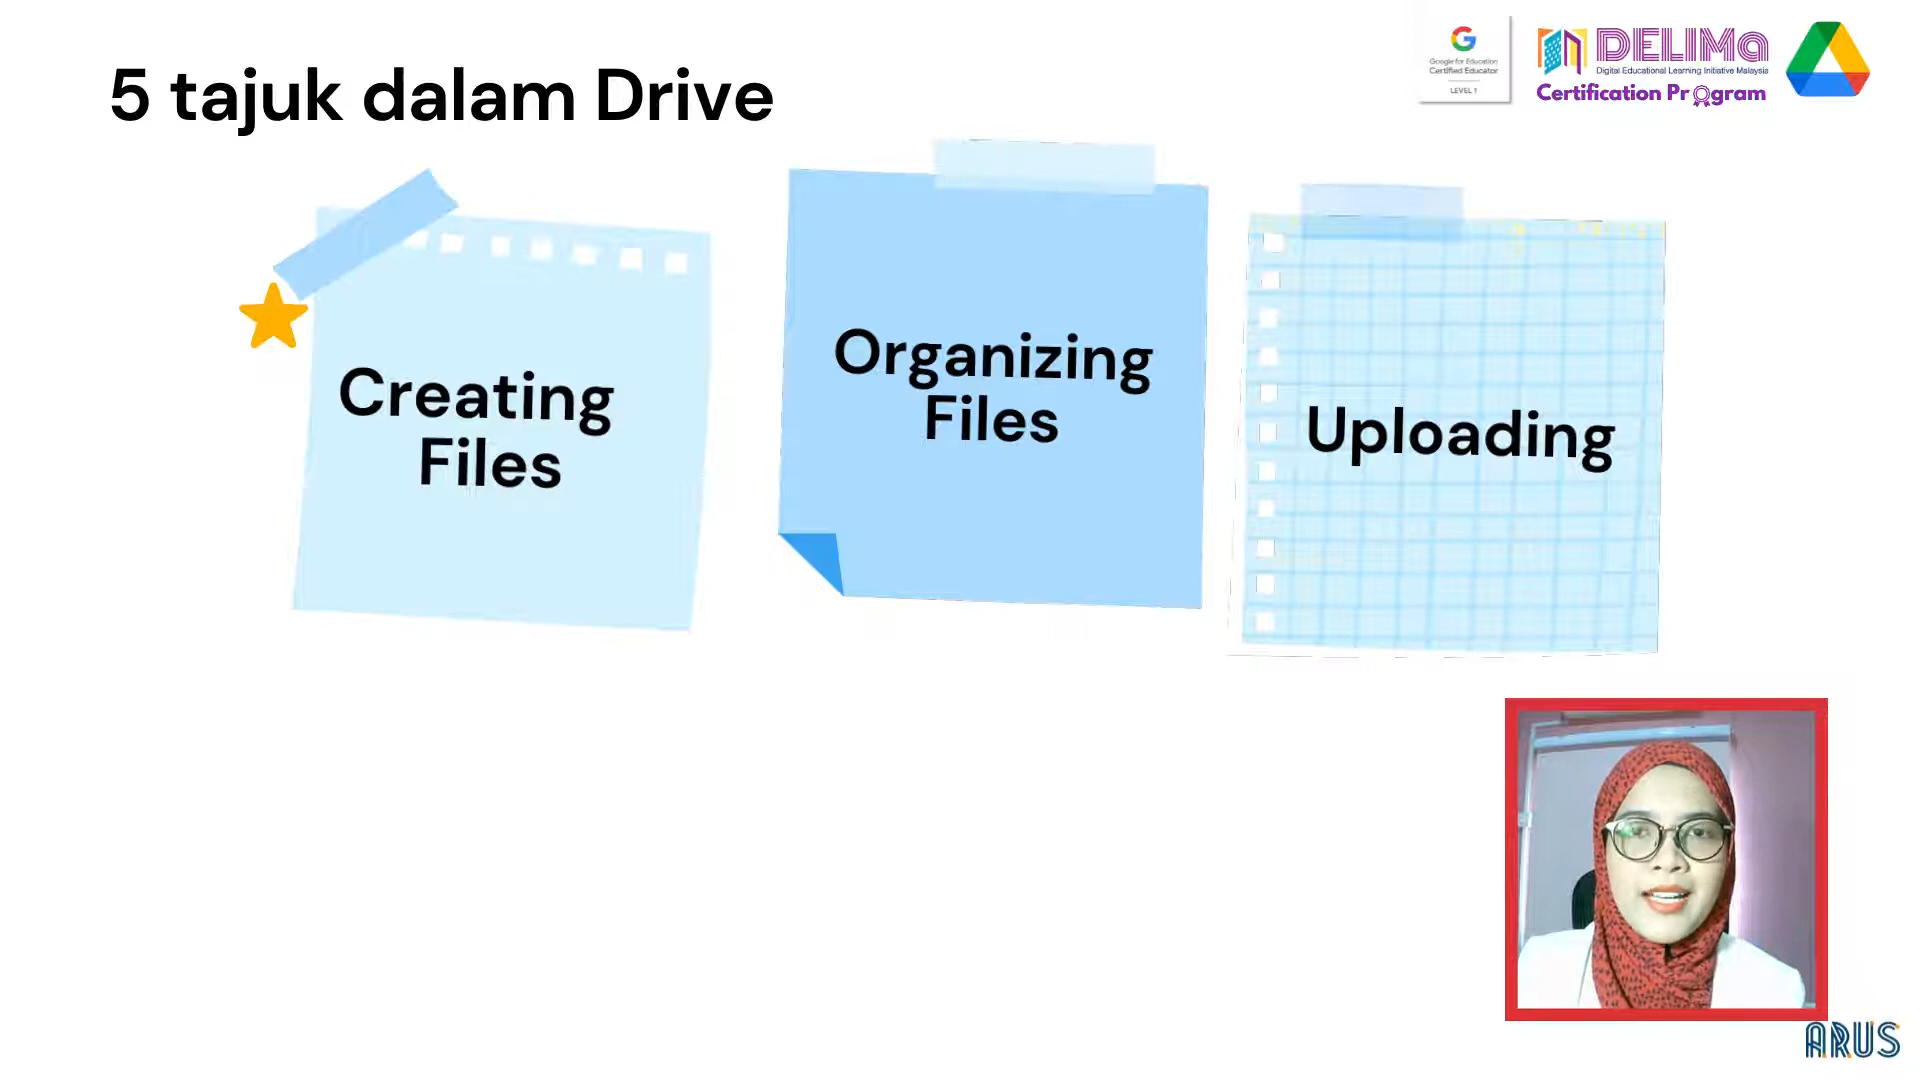 5 tajuk dalam Drive
Google for Education
Certified Educator
LEVEL 1
DELIMa
Digital Educational Learning Initiative Malaysia
Certification Program
Creating
Files
Organizing
Files
Uploading
ARUS